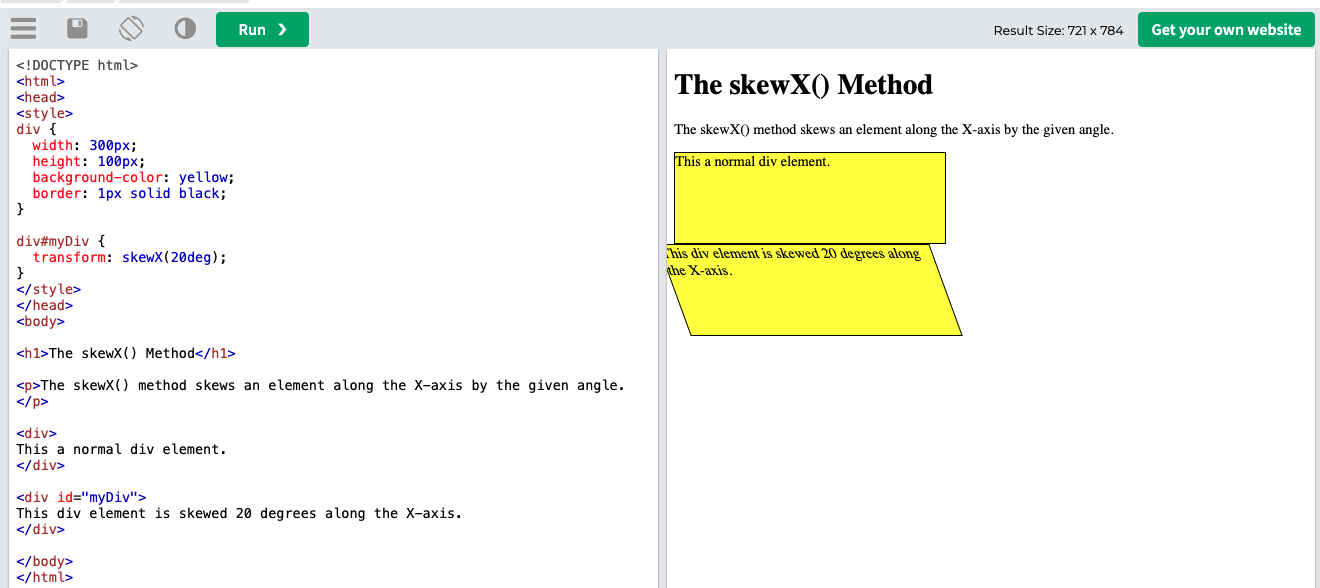 Run ❯
Result Size: 721 x 784
Get your own website
<!DOCTYPE html>
<html>
<head>
<style>
div {
  width: 300px;
  height: 100px;
  background-color: yellow;
  border: 1px solid black;
}
div#myDiv {
  transform: skewX(20deg);
}
</style>
</head>
<body>
<h1>The skewX() Method</h1>
<p>The skewX() method skews an element along the X-axis by the given angle.
</p>
<div>
This a normal div element.
</div>
<div id="myDiv">
This div element is skewed 20 degrees along the X-axis.
</div>
</body>
</html>
The skewX() Method
The skewX() method skews an element along the X-axis by the given angle.
This a normal div element.
This div element is skewed 20 degrees along
the X-axis.